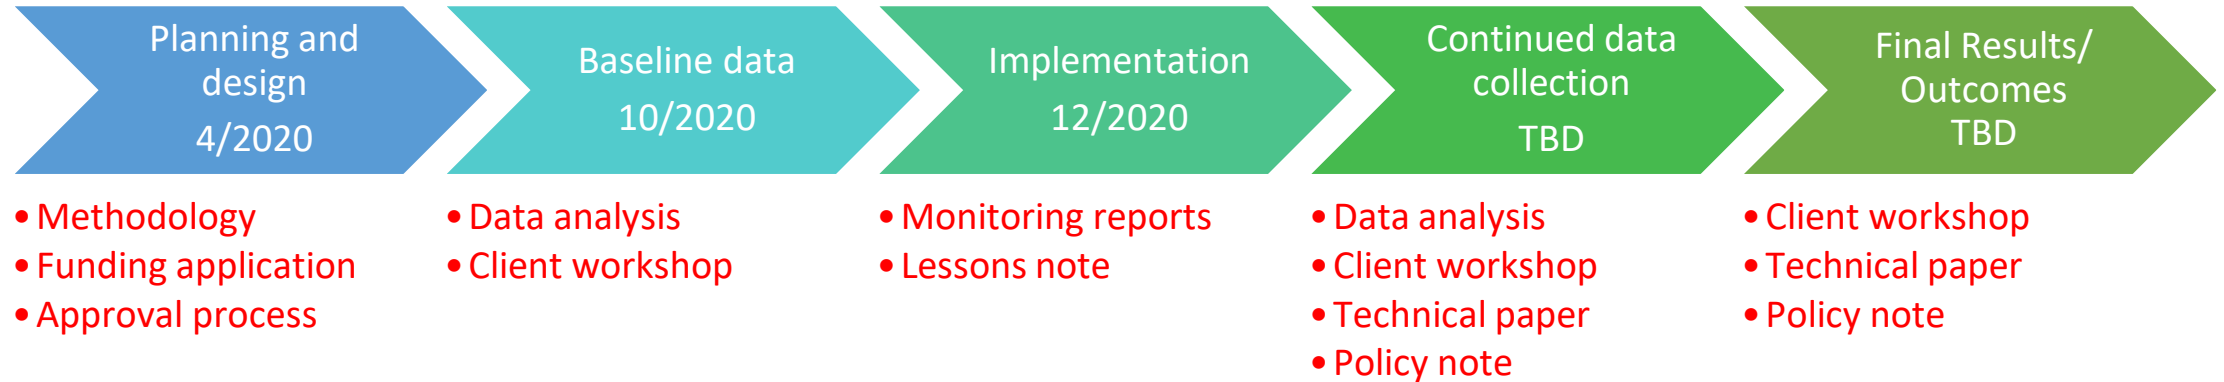 Planning and
design
4/2020
Baseline data
10/2020
Implementation
12/2020
Continued data
collection
TBD
Final Results/
Outcomes
TBD
• Methodology
• Funding application
• Approval process
• Data analysis
• Client workshop
• Monitoring reports
• Lessons note
• Data analysis
• Client workshop
• Technical paper
• Policy note
• Client workshop
• Technical paper
• Policy note